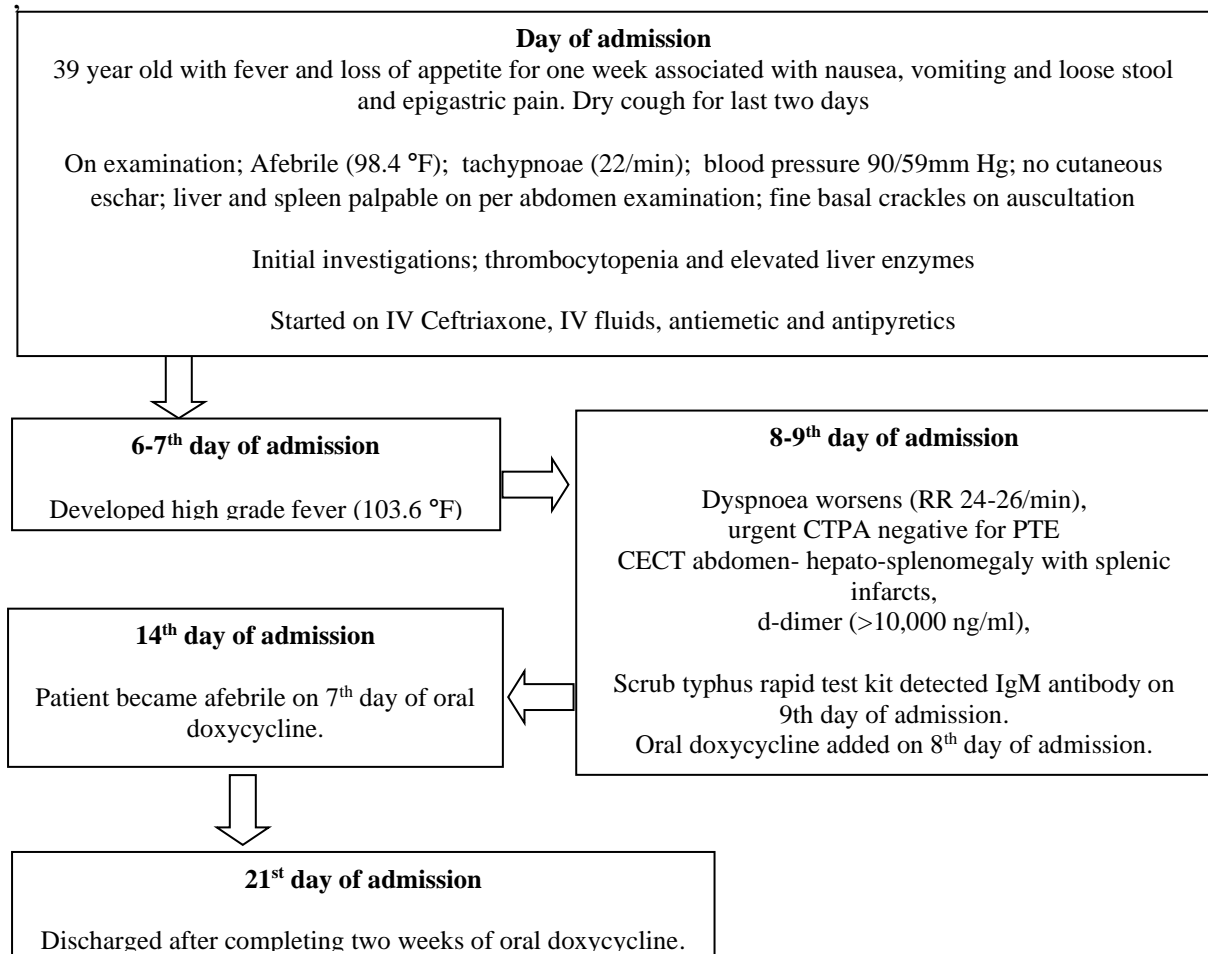 Day of admission
39 year old with fever and loss of appetite for one week associated with nausea, vomiting and loose stool
and epigastric pain. Dry cough for last two days
On examination; Afebrile (98.4 °F); tachypnoae (22/min); blood pressure 90/59mm Hg; no cutaneous
eschar; liver and spleen palpable on per abdomen examination; fine basal crackles on auscultation
Initial investigations; thrombocytopenia and elevated liver enzymes
Started on IV Ceftriaxone, IV fluids, antiemetic and antipyretics
6-7th day of admission
Developed high grade fever (103.6 °F)
8-9th day of admission
Dyspnoea worsens (RR 24-26/min),
urgent CTPA negative for PTE
CECT abdomen- hepato-splenomegaly with splenic
infarcts,
d-dimer (>10,000 ng/ml),
Scrub typhus rapid test kit detected IgM antibody on
9th day of admission.
Oral doxycycline added on 8th day of admission.
14th day of admission
Patient became afebrile on 7th day of oral
doxycycline.
21st day of admission
Discharged after completing two weeks of oral doxycycline.